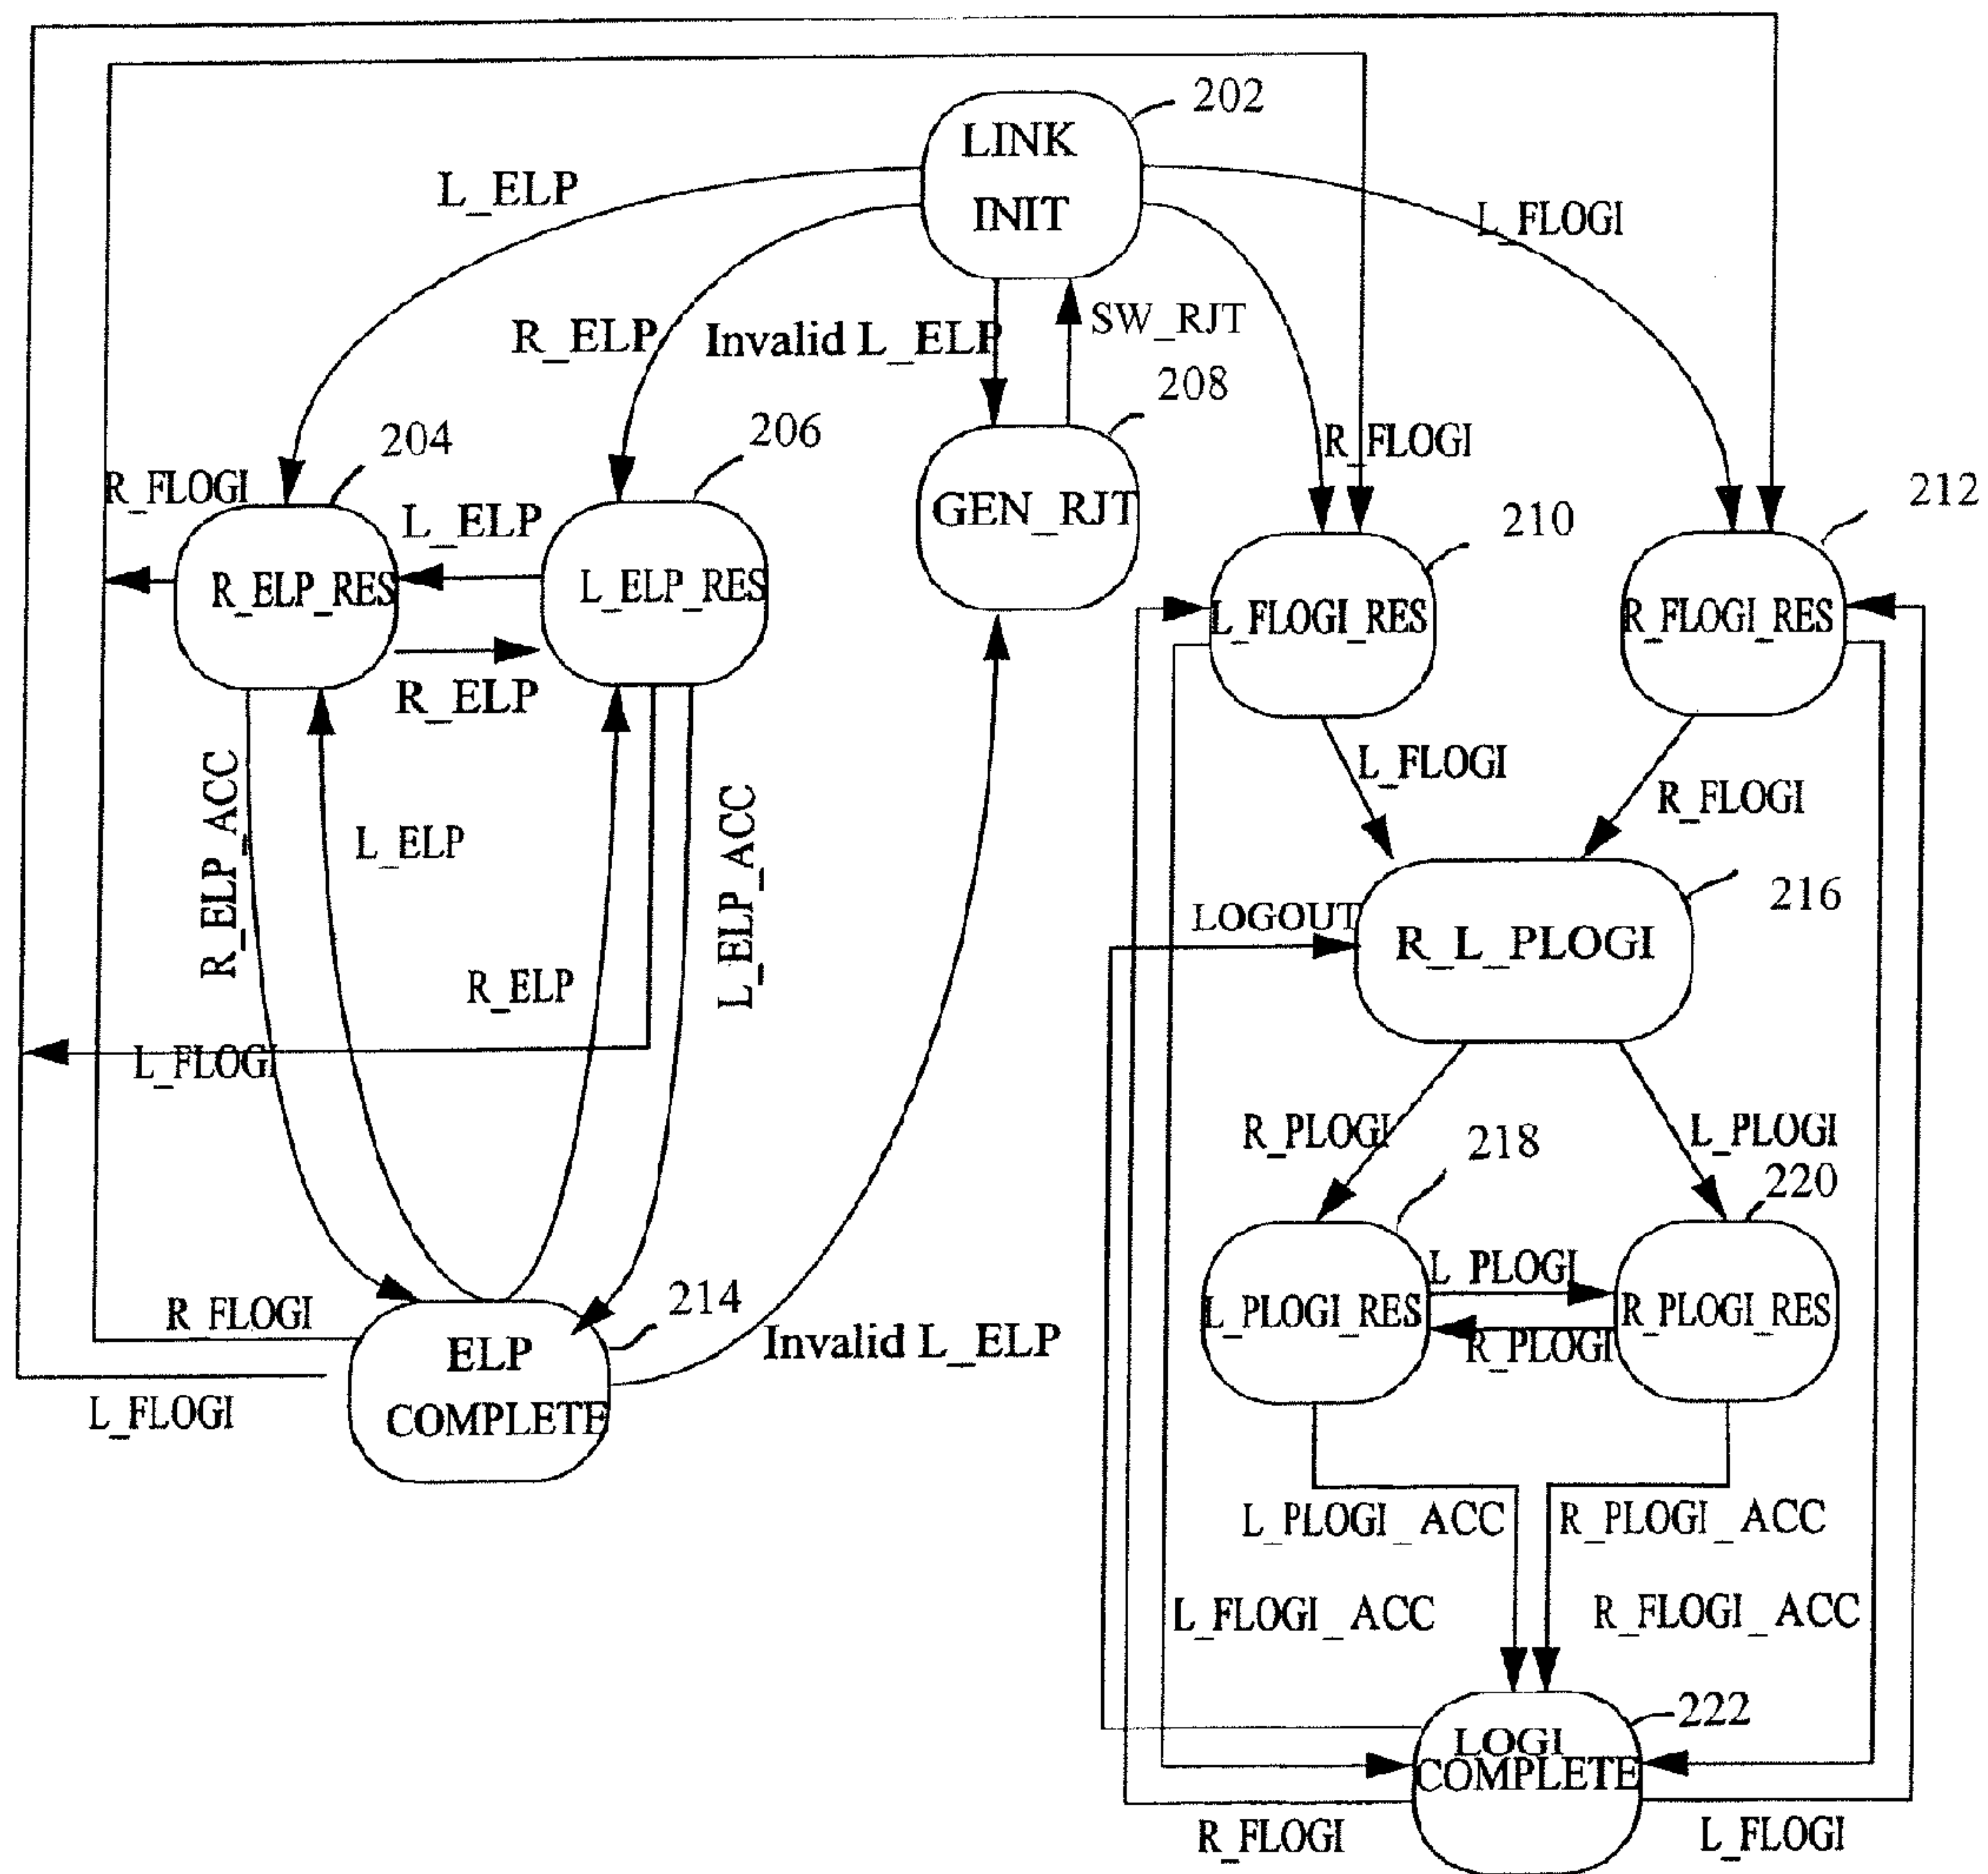 202
LINK
INIT
L_ELP
L_FLOGI
R_ELP
Invalid L_ELP
SW_RJT
208
204
206
R_FLOGI
R_FLOGI
L_ELP
GEN_RJT
210
212
R_ELP_RES
L_ELP_RES
L_FLOGI_RES
R_FLOGI_RES
R_ELP
R_ELP_ACC
L_ELP
L_ELP_ACC
L_FLOGI
R_FLOGI
216
LOGOUT
R_L_PLOGI
R_ELP
L_FLOGI
R_PLOGI
218
L_PLOGI
220
L_PLOGI
L_PLOGI_RES
R_PLOGI_RES
R_PLOGI
R_FLOGI
214
Invalid L_ELP
ELP
COMPLETE
L_FLOGI
L_PLOGI_ACC
R_PLOGI_ACC
L_FLOGI_ACC
R_FLOGI_ACC
222
LOGI
COMPLETE
R_FLOGI
L_FLOGI